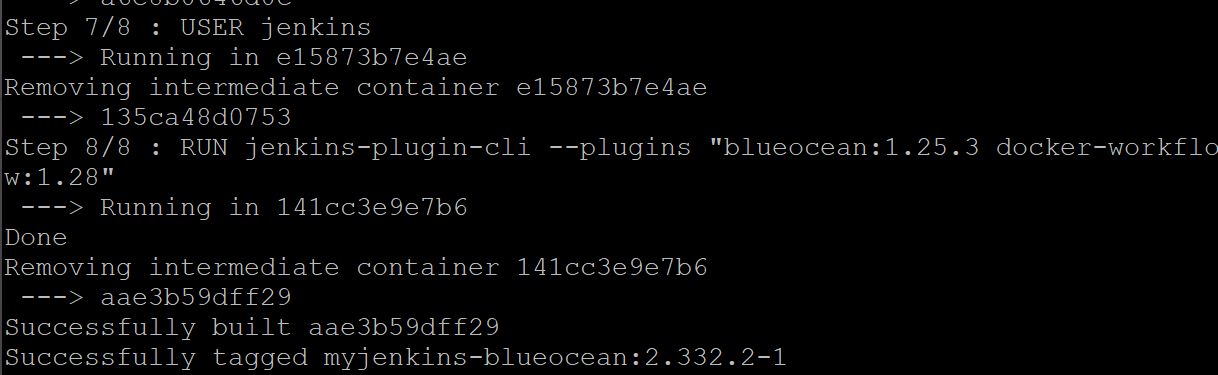 Step 7/8 : USER jenkins
 ---> Running in e15873b7e4ae
Removing intermediate container e15873b7e4ae
 ---> 135ca48d0753
Step 8/8 : RUN jenkins-plugin-cli --plugins "blueocean:1.25.3 docker-workflo
w:1.28"
 ---> Running in 141cc3e9e7b6
Done
Removing intermediate container 141cc3e9e7b6
 ---> aae3b59dff29
Successfully built aae3b59dff29
Successfully tagged myjenkins-blueocean:2.332.2-1